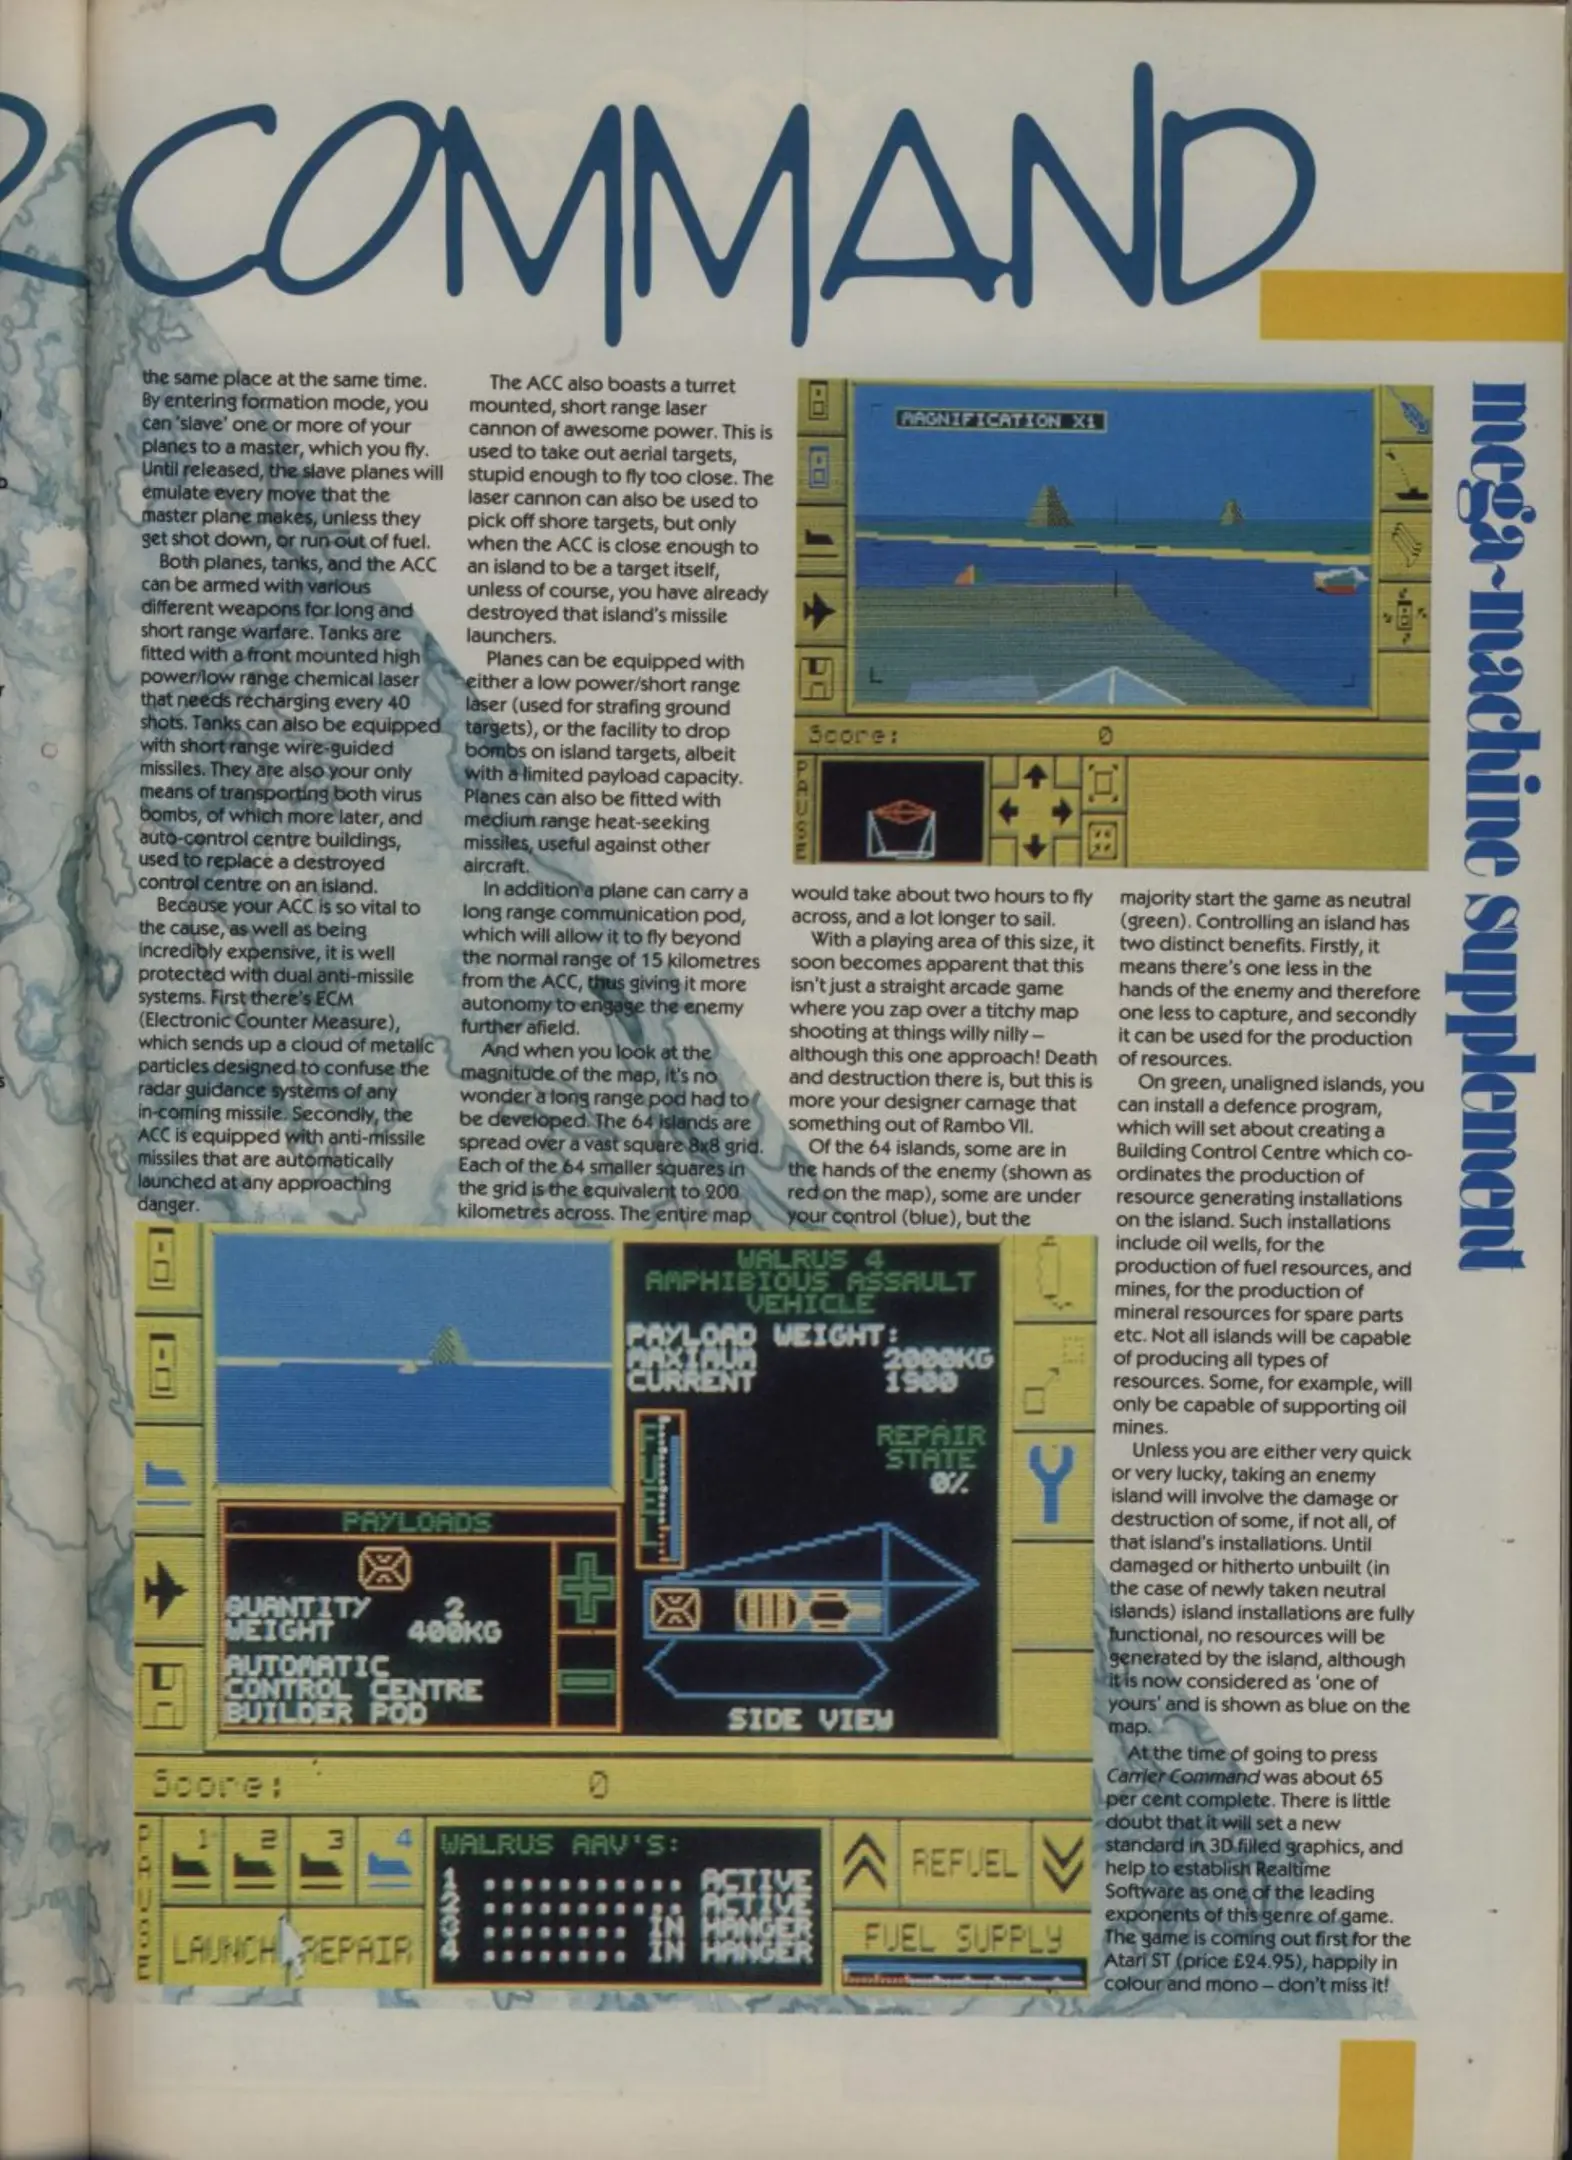 R COMMAND
the same place at the same time.
By entering formation mode, you
can 'slave' one or more of your
planes to a master, which you fly.
Until released, the slave planes will
emulate every move that the
master plane makes, unless they
get shot down, or run out of fuel.
Both planes, tanks, and the ACC
can be armed with various
different weapons for long and
short range warfare. Tanks are
fitted with a front mounted high
power/low range chemical laser
that needs recharging every 40
shots. Tanks can also be equipped
with short range wire-guided
missiles. They are also your only
means of transporting both virus
bombs, of which more later, and
auto-control centre buildings,
used to replace a destroyed
control centre on an island.
Because your ACC is so vital to
the cause, as well as being
incredibly expensive, it is well
protected with dual anti-missile
systems. First there's ECM
(Electronic Counter Measure),
which sends up a cloud of metalic
particles designed to confuse the
radar guidance systems of any
in-coming missile. Secondly, the
ACC is equipped with anti-missile
missiles that are automatically
launched at any approaching
danger.
The ACC also boasts a turret
mounted, short range laser
cannon of awesome power. This is
used to take out aerial targets,
stupid enough to fly too close. The
laser cannon can also be used to
pick off shore targets, but only
when the ACC is close enough to
an island to be a target itself,
unless of course, you have already
destroyed that island's missile
launchers.
Planes can be equipped with
either a low power/short range
laser (used for strafing ground
targets), or the facility to drop
bombs on island targets, albeit
with a limited payload capacity.
Planes can also be fitted with
medium range heat-seeking
missiles, useful against other
aircraft.
In addition a plane can carry a
long range communication pod,
which will allow it to fly beyond
the normal range of 15 kilometres
from the ACC, thus giving it more
autonomy to engage the enemy
further afield.
And when you look at the
magnitude of the map, it's no
wonder a long range pod had to
be developed. The 64 islands are
spread over a vast square 8x8 grid.
Each of the 64 smaller squares in
the grid is the equivalent to 200
kilometres across. The entire map
MAGNIFICATION X1
Score: 0
PAUSE
would take about two hours to fly
across, and a lot longer to sail.
With a playing area of this size, it
soon becomes apparent that this
isn't just a straight arcade game
where you zap over a titchy map
shooting at things willy nilly –
although this one approach! Death
and destruction there is, but this is
more your designer carnage that
something out of Rambo VII.
Of the 64 islands, some are in
the hands of the enemy (shown as
red on the map), some are under
your control (blue), but the
majority start the game as neutral
(green). Controlling an island has
two distinct benefits. Firstly, it
means there's one less in the
hands of the enemy and therefore
one less to capture, and secondly
it can be used for the production
of resources.
On green, unaligned islands, you
can install a defence program,
which will set about creating a
Building Control Centre which co-
ordinates the production of
resource generating installations
on the island. Such installations
include oil wells, for the
production of fuel resources, and
mines, for the production of
mineral resources for spare parts
etc. Not all islands will be capable
of producing all types of
resources. Some, for example, will
only be capable of supporting oil
mines.
Unless you are either very quick
or very lucky, taking an enemy
island will involve the damage or
destruction of some, if not all, of
that island's installations. Until
damaged or hitherto unbuilt (in
the case of newly taken neutral
islands) island installations are fully
functional, no resources will be
generated by the island, although
it is now considered as 'one of
yours' and is shown as blue on the
map.
At the time of going to press
Carrier Command was about 65
per cent complete. There is little
doubt that it will set a new
standard in 3D filled graphics, and
help to establish Realtime
Software as one of the leading
exponents of this genre of game.
The game is coming out first for the
Atari ST (price £24.95), happily in
colour and mono – don't miss it!
mega-machine supplement
WALRUS 4
AMPHIBIOUS ASSAULT
VEHICLE
PAYLOAD WEIGHT:
MAXIMUM 2000KG
CURRENT 1900
FUEL
REPAIR
STATE
0%
PAYLOADS
QUANTITY 2
WEIGHT 400KG
AUTOMATIC
CONTROL CENTRE
BUILDER POD
SIDE VIEW
Score: 0
PAUSE
1 2 3 4
LAUNCH REPAIR
WALRUS AAV'S:
1 ........... ACTIVE
2 ........... ACTIVE
3 ........ IN HANGER
4 ........ IN HANGER
REFUEL
FUEL SUPPLY